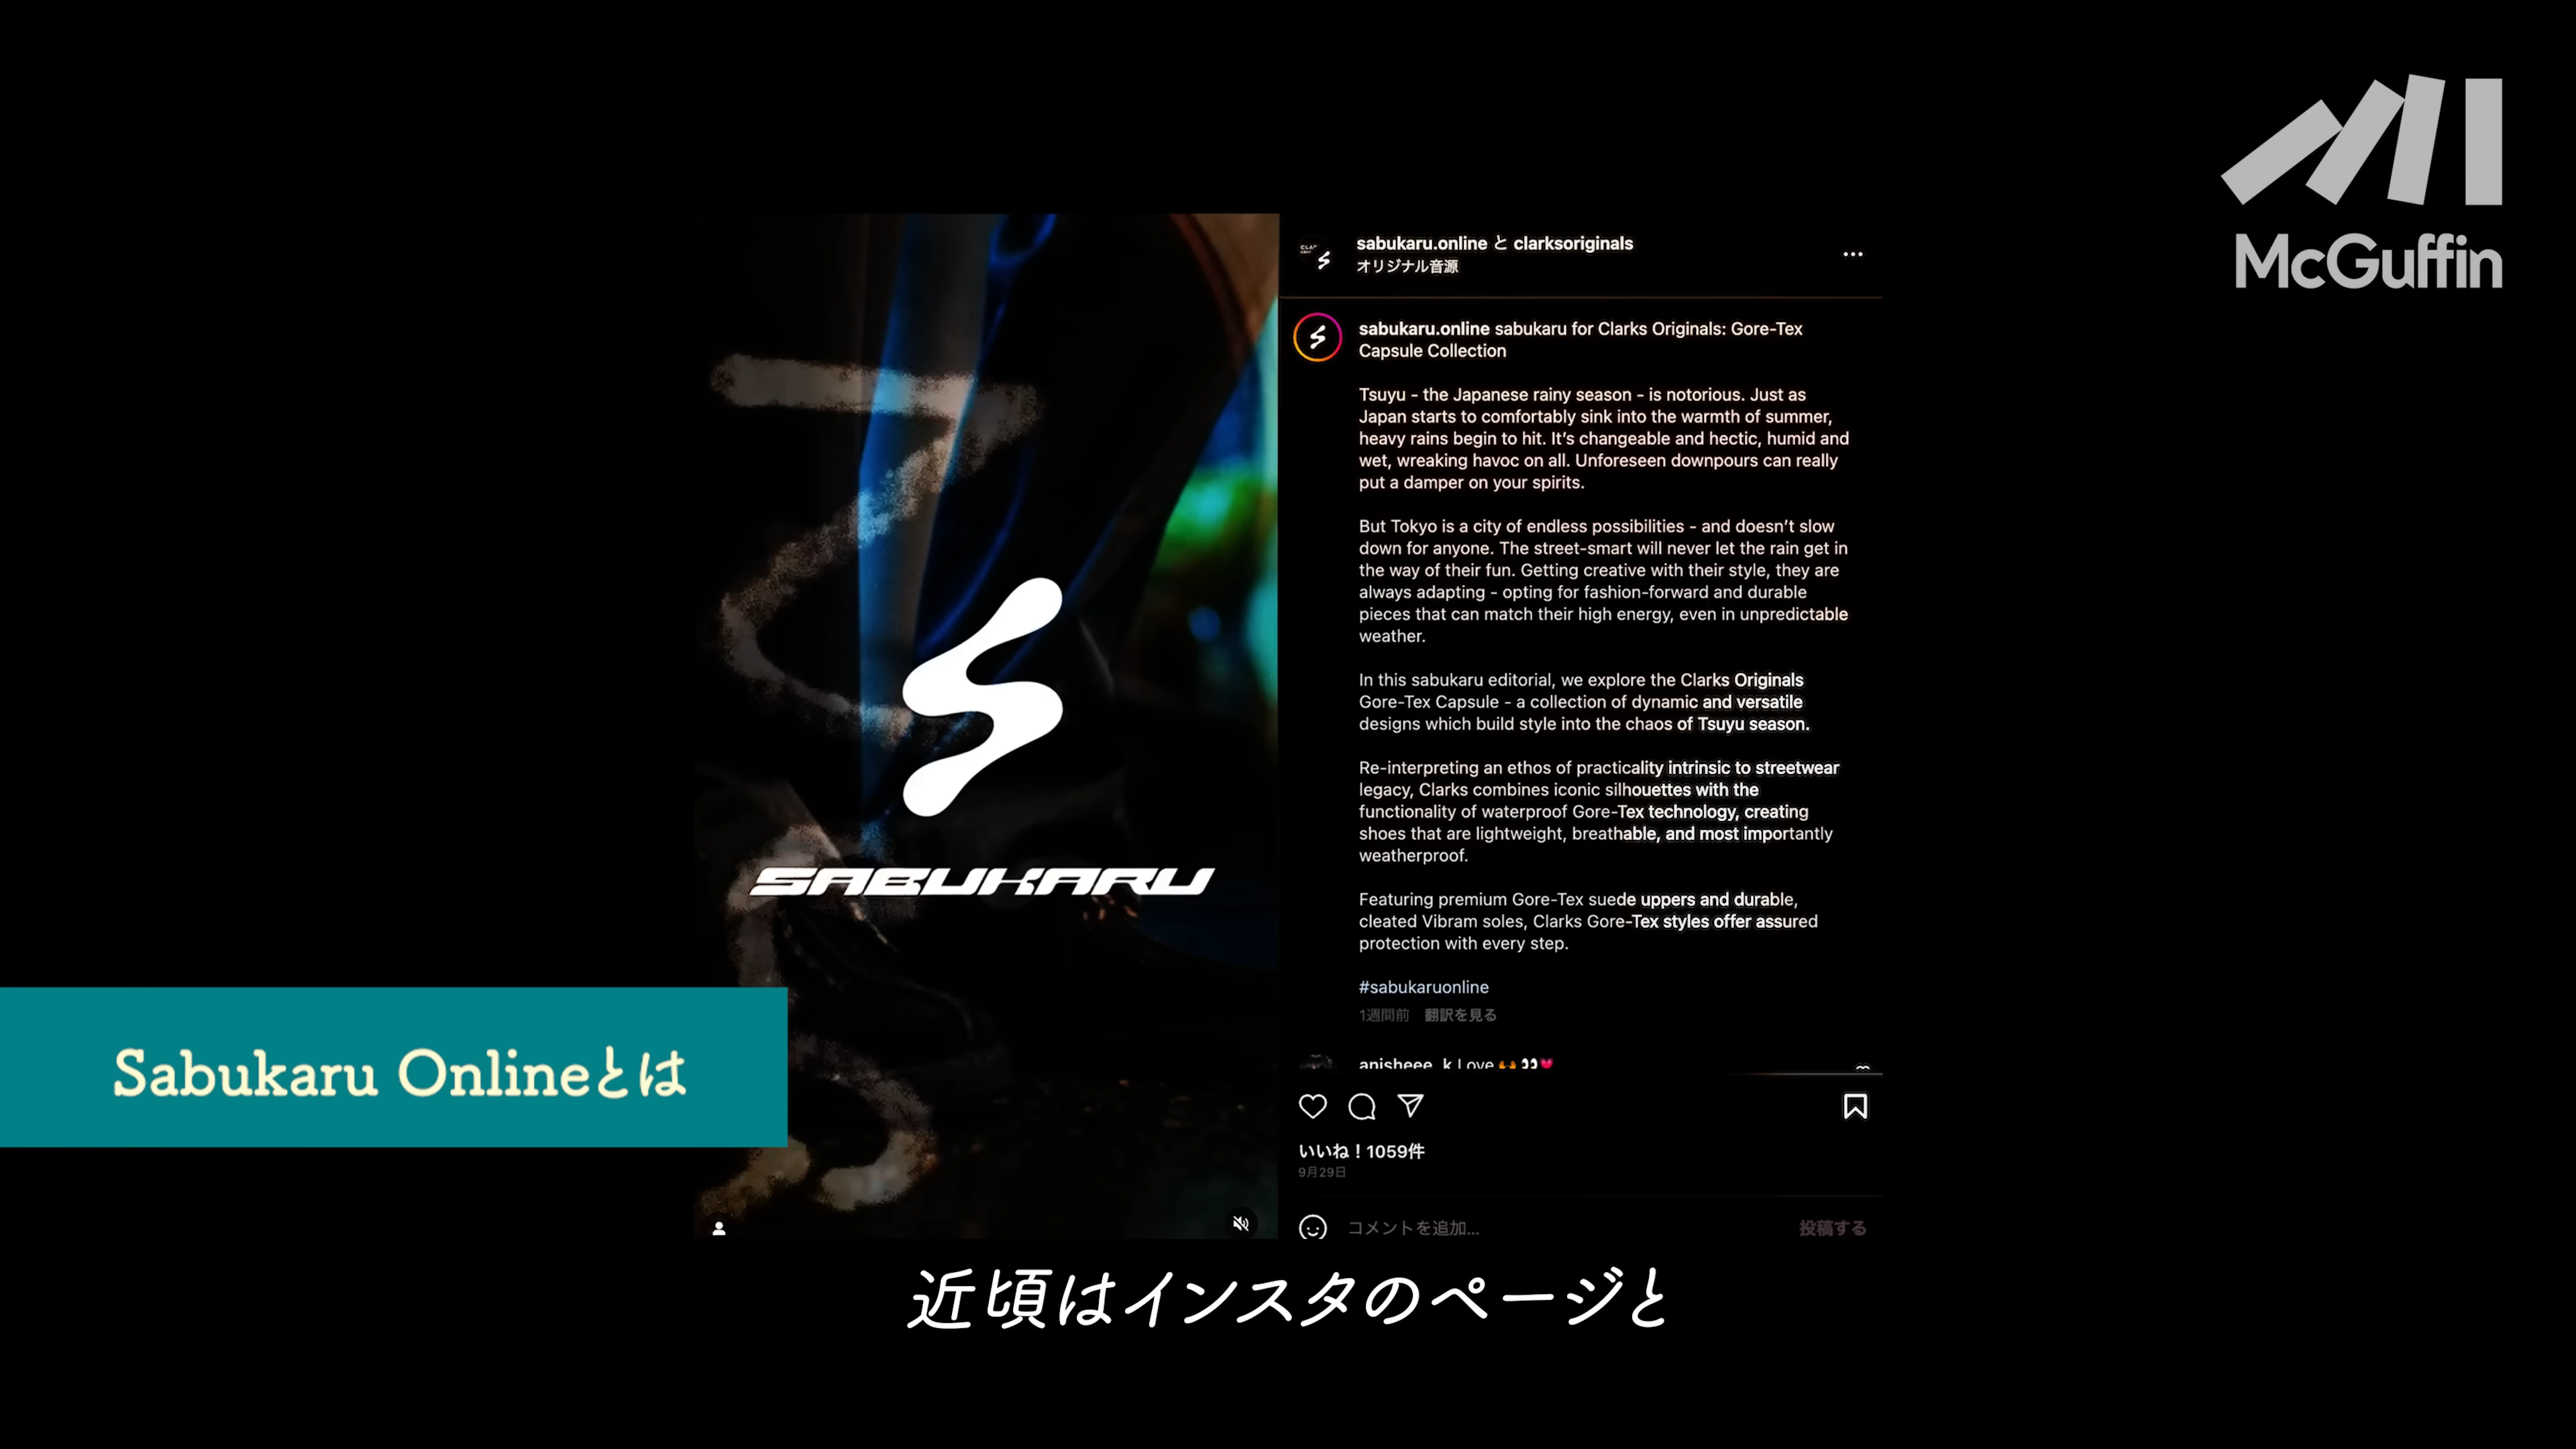 McGuffin
sabukaru.online と clarksoriginals
オリジナル音源
sabukaru.online sabukaru for Clarks Originals: Gore-Tex
Capsule Collection
Tsuyu - the Japanese rainy season - is notorious. Just as
Japan starts to comfortably sink into the warmth of summer,
heavy rains begin to hit. It’s changeable and hectic, humid and
wet, wreaking havoc on all. Unforeseen downpours can really
put a damper on your spirits.
But Tokyo is a city of endless possibilities - and doesn’t slow
down for anyone. The street-smart will never let the rain get in
the way of their fun. Getting creative with their style, they are
always adapting - opting for fashion-forward and durable
pieces that can match their high energy, even in unpredictable
weather.
In this sabukaru editorial, we explore the Clarks Originals
Gore-Tex Capsule - a collection of dynamic and versatile
designs which build style into the chaos of Tsuyu season.
Re-interpreting an ethos of practicality intrinsic to streetwear
legacy, Clarks combines iconic silhouettes with the
functionality of waterproof Gore-Tex technology, creating
shoes that are lightweight, breathable, and most importantly
weatherproof.
Featuring premium Gore-Tex suede uppers and durable,
cleated Vibram soles, Clarks Gore-Tex styles offer assured
protection with every step.
#sabukaruonline
1週間前 翻訳を見る
anisheee_k Love
いいね！1059件
9月29日
コメントを追加... 投稿する
SABUKARU
Sabukaru Onlineとは
近頃はインスタのページと